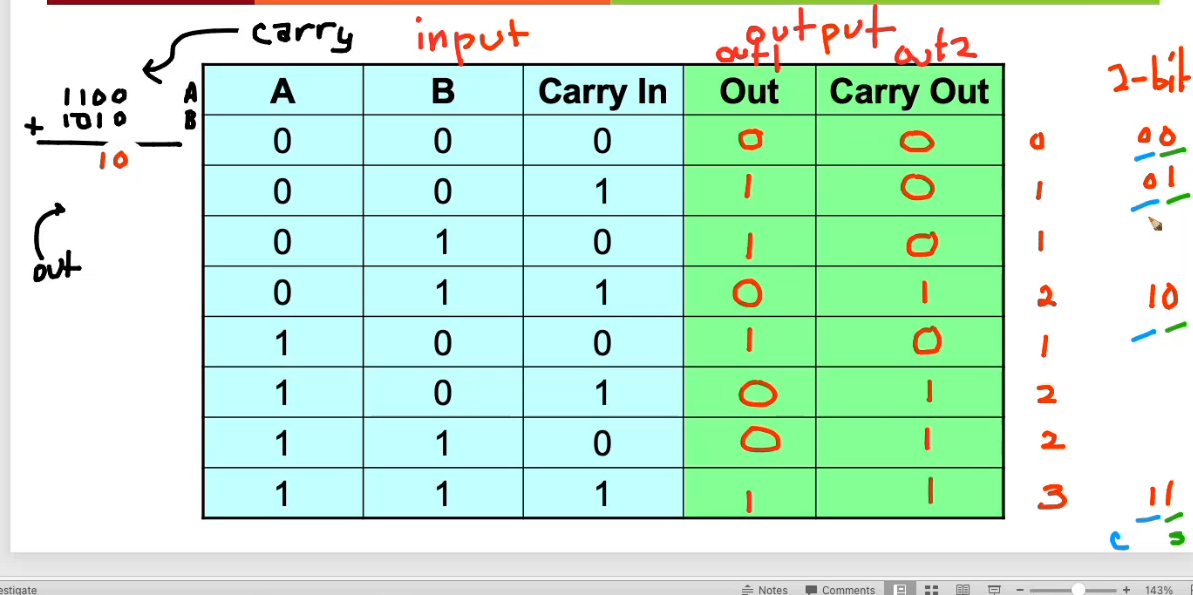 carry input output
out1 out2
2-bit
1100 A
+ 1010 B
10
out
A B Carry In Out Carry Out
0 0 0 0 0 0 00
0 0 1 1 0 1 01
0 1 0 1 0 1
0 1 1 0 1 2 10
1 0 0 1 0 1
1 0 1 0 1 2
1 1 0 0 1 2
1 1 1 1 1 3 11
c s
estigate Notes Comments 143%